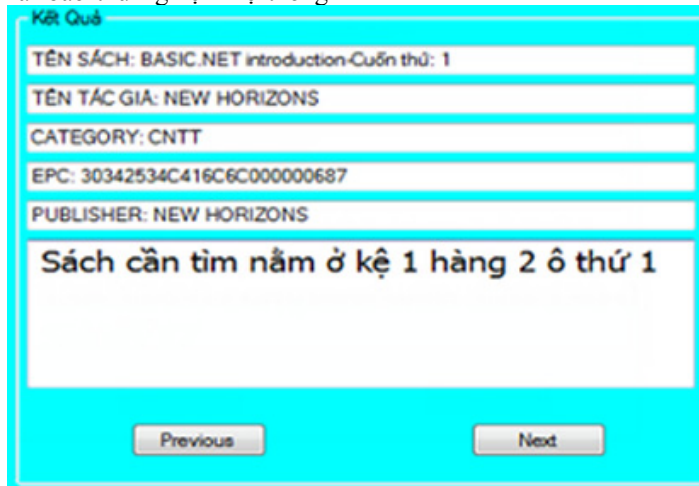 Kết Quả
TÊN SÁCH: BASIC.NET introduction-Cuốn thứ: 1
TÊN TÁC GIẢ: NEW HORIZONS
CATEGORY: CNTT
EPC: 30342534C416C6C000000687
PUBLISHER: NEW HORIZONS
Sách cần tìm nằm ở kệ 1 hàng 2 ô thứ 1
Previous
Next